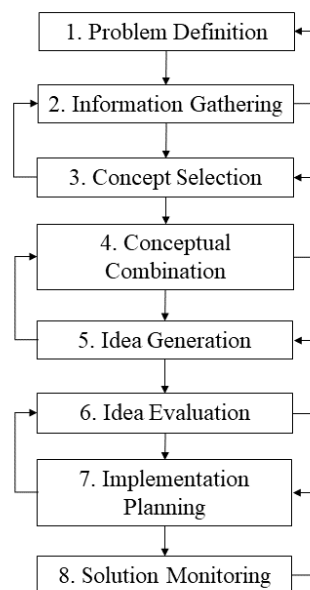 1. Problem Definition
2. Information Gathering
3. Concept Selection
4. Conceptual
Combination
5. Idea Generation
6. Idea Evaluation
7. Implementation
Planning
8. Solution Monitoring